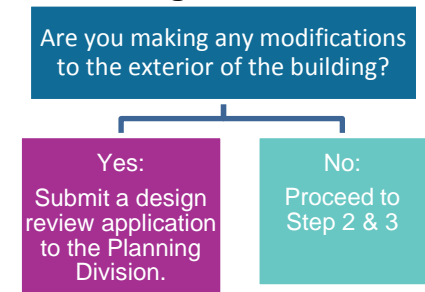 Are you making any modifications
to the exterior of the building?
Yes:
Submit a design
review application
to the Planning
Division.
No:
Proceed to
Step 2 & 3